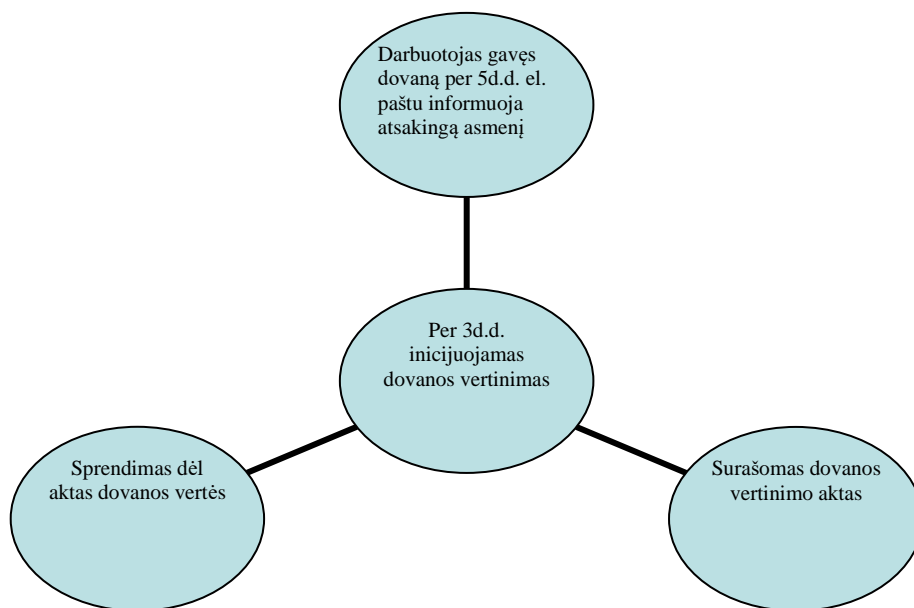 Darbuotojas gavęs
dovaną per 5d.d. el.
paštu informuoja
atsakingą asmenį
Per 3d.d.
inicijuojamas
dovanos vertinimas
Sprendimas dėl
aktas dovanos vertės
Surašomas dovanos
vertinimo aktas